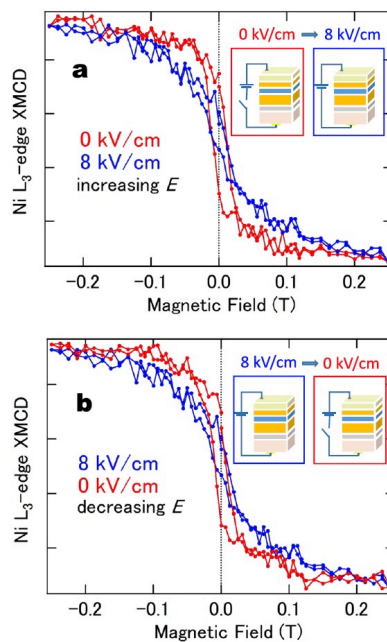 a
0 kV/cm → 8 kV/cm
0 kV/cm
8 kV/cm
increasing E
Ni L₃-edge XMCD
−0.2 −0.1 0.0 0.1 0.2
Magnetic Field (T)
b
8 kV/cm → 0 kV/cm
8 kV/cm
0 kV/cm
decreasing E
Ni L₃-edge XMCD
−0.2 −0.1 0.0 0.1 0.2
Magnetic Field (T)